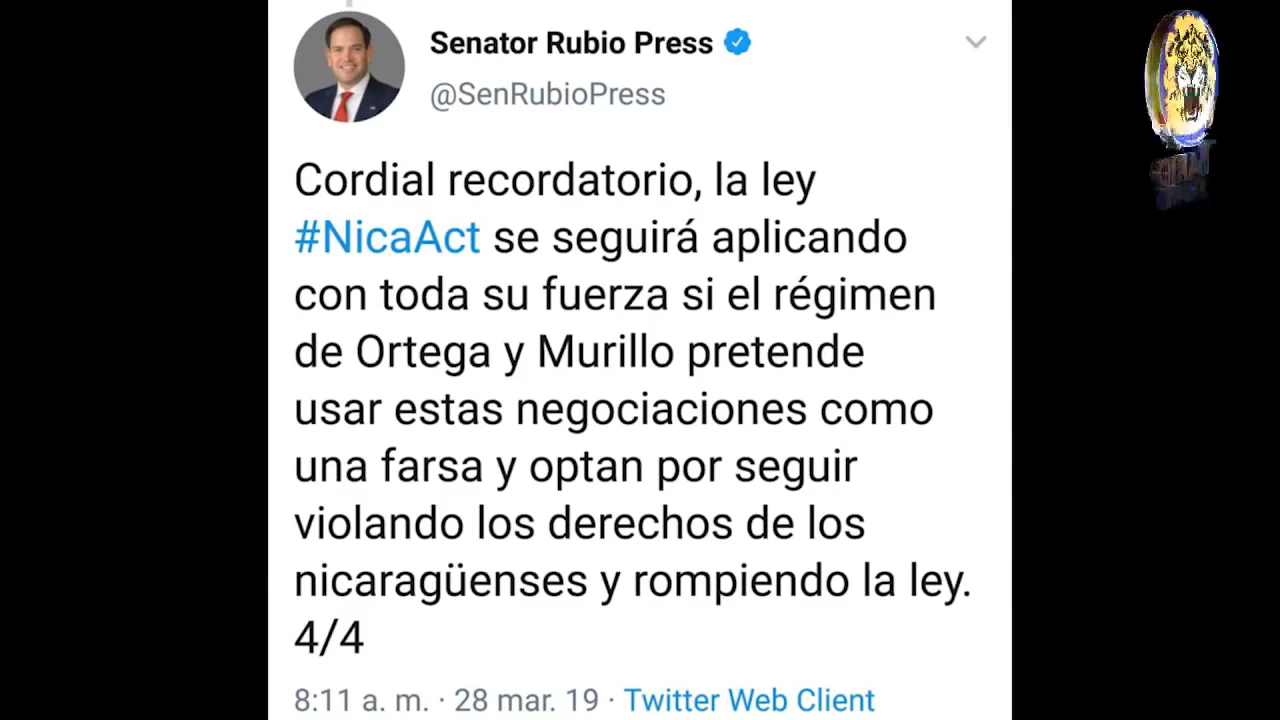 Senator Rubio Press
@SenRubioPress
Cordial recordatorio, la ley
#NicaAct se seguirá aplicando
con toda su fuerza si el régimen
de Ortega y Murillo pretende
usar estas negociaciones como
una farsa y optan por seguir
violando los derechos de los
nicaragüenses y rompiendo la ley.
4/4
8:11 a. m. · 28 mar. 19 · Twitter Web Client